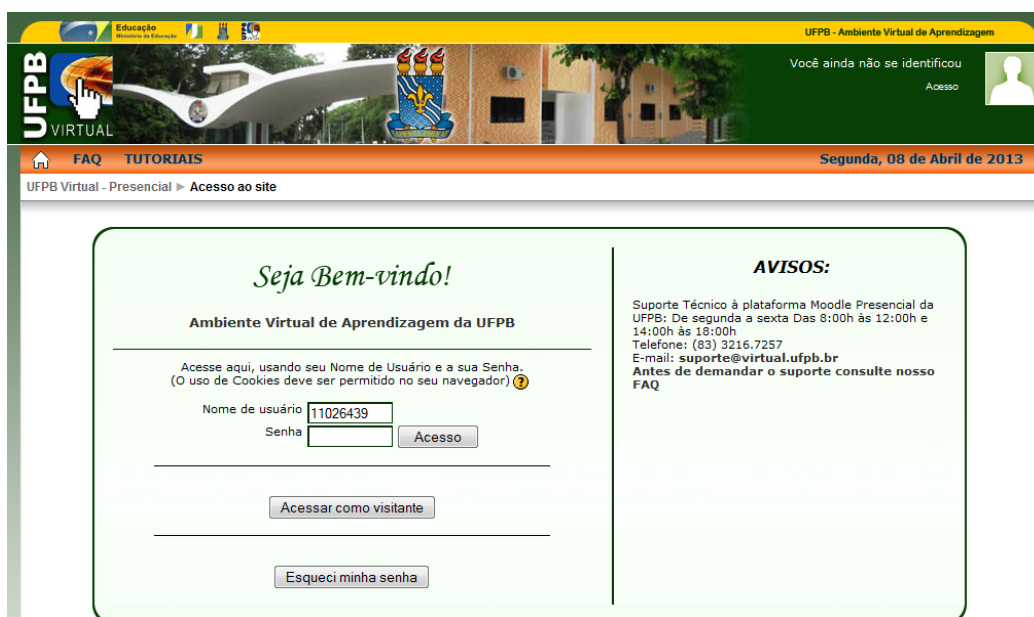 Educação
Ministério da Educação
UFPB - Ambiente Virtual de Aprendizagem
UFPB
VIRTUAL
Você ainda não se identificou
Acesso
FAQ TUTORIAIS
Segunda, 08 de Abril de 2013
UFPB Virtual - Presencial ► Acesso ao site
Seja Bem-vindo!
Ambiente Virtual de Aprendizagem da UFPB
Acesse aqui, usando seu Nome de Usuário e a sua Senha.
(O uso de Cookies deve ser permitido no seu navegador) ?
Nome de usuário 11026439
Senha Acesso
Acessar como visitante
Esqueci minha senha
AVISOS:
Suporte Técnico à plataforma Moodle Presencial da
UFPB: De segunda a sexta Das 8:00h às 12:00h e
14:00h às 18:00h
Telefone: (83) 3216.7257
E-mail: suporte@virtual.ufpb.br
Antes de demandar o suporte consulte nosso
FAQ